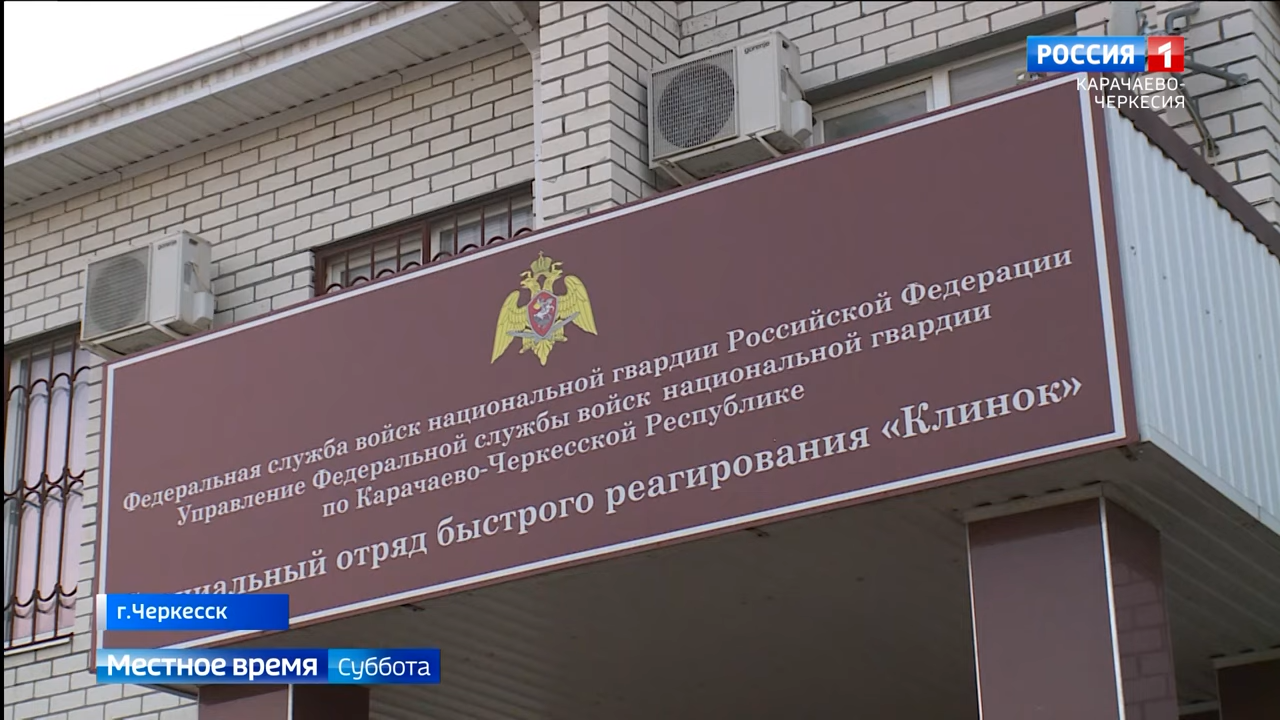 РОССИЯ 1
КАРАЧАЕВО-
ЧЕРКЕСИЯ
gorenje
Федеральная служба войск национальной гвардии Российской Федерации
Управление Федеральной службы войск национальной гвардии
по Карачаево-Черкесской Республике
отряд быстрого реагирования «Клинок»
г.Черкесск
Местное время Суббота